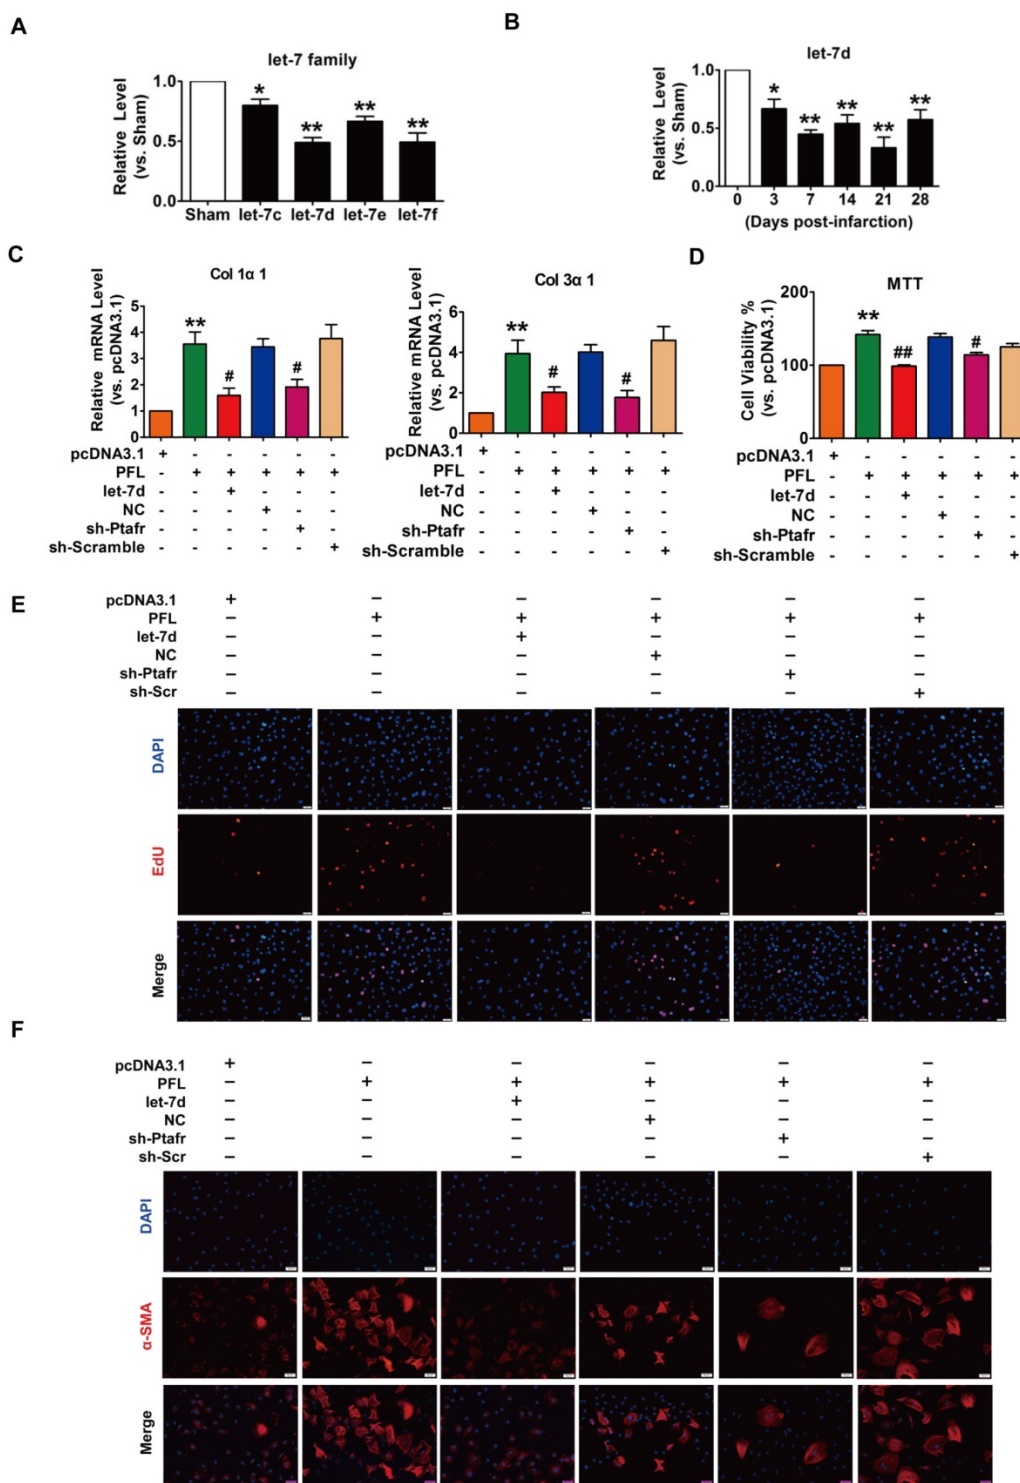 A
let-7 family
Relative Level
(vs. Sham)
1.0
0.5
0.0
*
**
**
**
Sham let-7c let-7d let-7e let-7f
B
let-7d
Relative Level
(vs. Sham)
1.0
0.5
0.0
*
**
**
**
**
0 3 7 14 21 28
(Days post-infarction)
C
Col 1α 1
Relative mRNA Level
(vs. pcDNA3.1)
5
4
3
2
1
0
**
#
#
pcDNA3.1 + - - - - -
PFL - + + + + +
let-7d - - + - - -
NC - - - + - -
sh-Ptafr - - - - + -
sh-Scramble - - - - - +
Col 3α 1
Relative mRNA Level
(vs. pcDNA3.1)
6
4
2
0
**
#
#
pcDNA3.1 + - - - - -
PFL - + + + + +
let-7d - - + - - -
NC - - - + - -
sh-Ptafr - - - - + -
sh-Scramble - - - - - +
D
MTT
Cell Viability %
(vs. pcDNA3.1)
200
100
0
**
##
#
pcDNA3.1 + - - - - -
PFL - + + + + +
let-7d - - + - - -
NC - - - + - -
sh-Ptafr - - - - + -
sh-Scramble - - - - - +
E
pcDNA3.1 + − − − − −
PFL − + + + + +
let-7d − − + − − −
NC − − − + − −
sh-Ptafr − − − − + −
sh-Scr − − − − − +
DAPI
EdU
Merge
F
pcDNA3.1 + − − − − −
PFL − + + + + +
let-7d − − + − − −
NC − − − + − −
sh-Ptafr − − − − + −
sh-Scr − − − − − +
DAPI
α-SMA
Merge